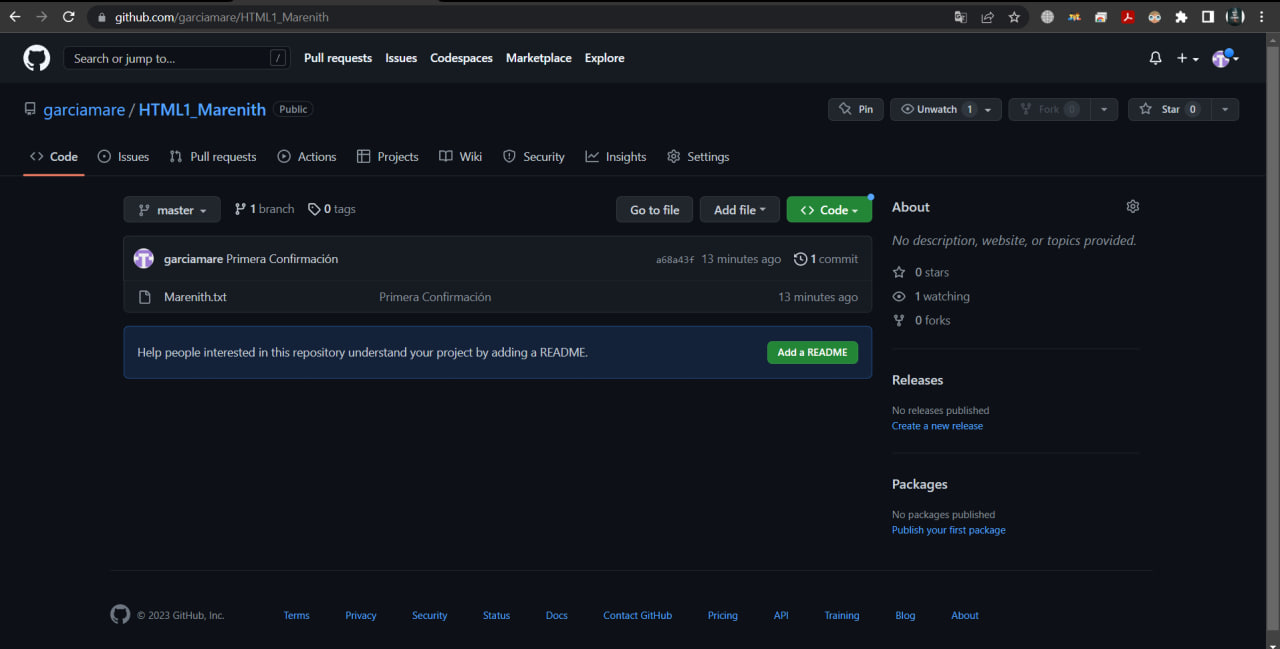 github.com/garciamare/HTML1_Marenith
Search or jump to... / Pull requests Issues Codespaces Marketplace Explore
garciamare / HTML1_Marenith Public Pin Unwatch 1 Fork 0 Star 0
Code Issues Pull requests Actions Projects Wiki Security Insights Settings
master 1 branch 0 tags Go to file Add file Code
garciamare Primera Confirmación a68a43f 13 minutes ago 1 commit
Marenith.txt Primera Confirmación 13 minutes ago
Help people interested in this repository understand your project by adding a README. Add a README
About
No description, website, or topics provided.
0 stars
1 watching
0 forks
Releases
No releases published
Create a new release
Packages
No packages published
Publish your first package
© 2023 GitHub, Inc. Terms Privacy Security Status Docs Contact GitHub Pricing API Training Blog About